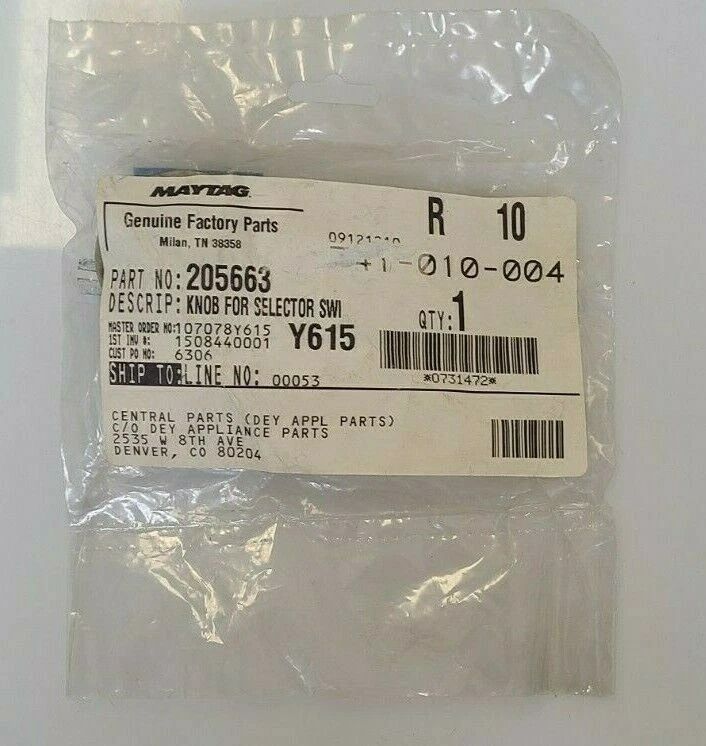 MAYTAG
Genuine Factory Parts
Milan, TN 38358
R 10
-010-004
PART NO: 205663
DESCRIP: KNOB FOR SELECTOR SWI
QTY: 1
MASTER ORDER NO: 107078Y615
Y615
1ST INV #: 1508440001
CUST PO NO: 6306
*0731472*
SHIP TO: LINE NO: 00053
CENTRAL PARTS (DEY APPL PARTS)
C/O DEY APPLIANCE PARTS
2535 W 8TH AVE
DENVER, CO 80204